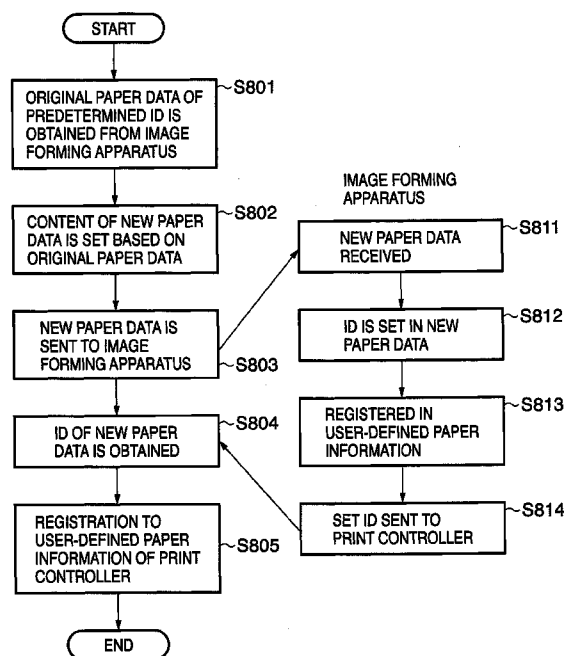 START
ORIGINAL PAPER DATA OF
PREDETERMINED ID IS
OBTAINED FROM IMAGE
FORMING APPARATUS
S801
CONTENT OF NEW PAPER
DATA IS SET BASED ON
ORIGINAL PAPER DATA
S802
NEW PAPER DATA IS
SENT TO IMAGE
FORMING APPARATUS
S803
ID OF NEW PAPER
DATA IS OBTAINED
S804
REGISTRATION TO
USER-DEFINED PAPER
INFORMATION OF PRINT
CONTROLLER
S805
END
IMAGE FORMING
APPARATUS
NEW PAPER DATA
RECEIVED
S811
ID IS SET IN NEW
PAPER DATA
S812
REGISTERED IN
USER-DEFINED PAPER
INFORMATION
S813
SET ID SENT TO
PRINT CONTROLLER
S814